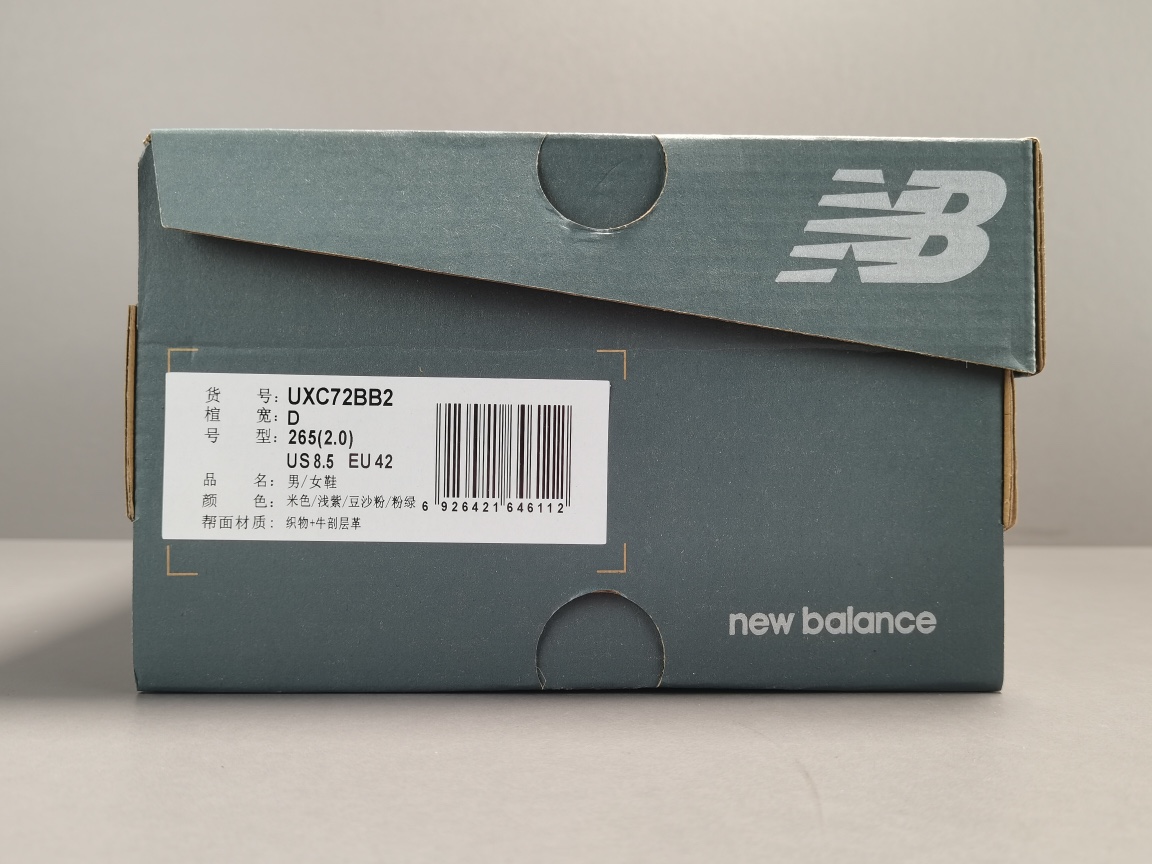 NB
货 号: UXC72BB2
楦 宽: D
号 型: 265(2.0)
US 8.5 EU 42
品 名: 男/女鞋
颜 色: 米色/浅紫/豆沙粉/粉绿
帮面材质: 织物+牛剖层革
6 926421 646112
new balance